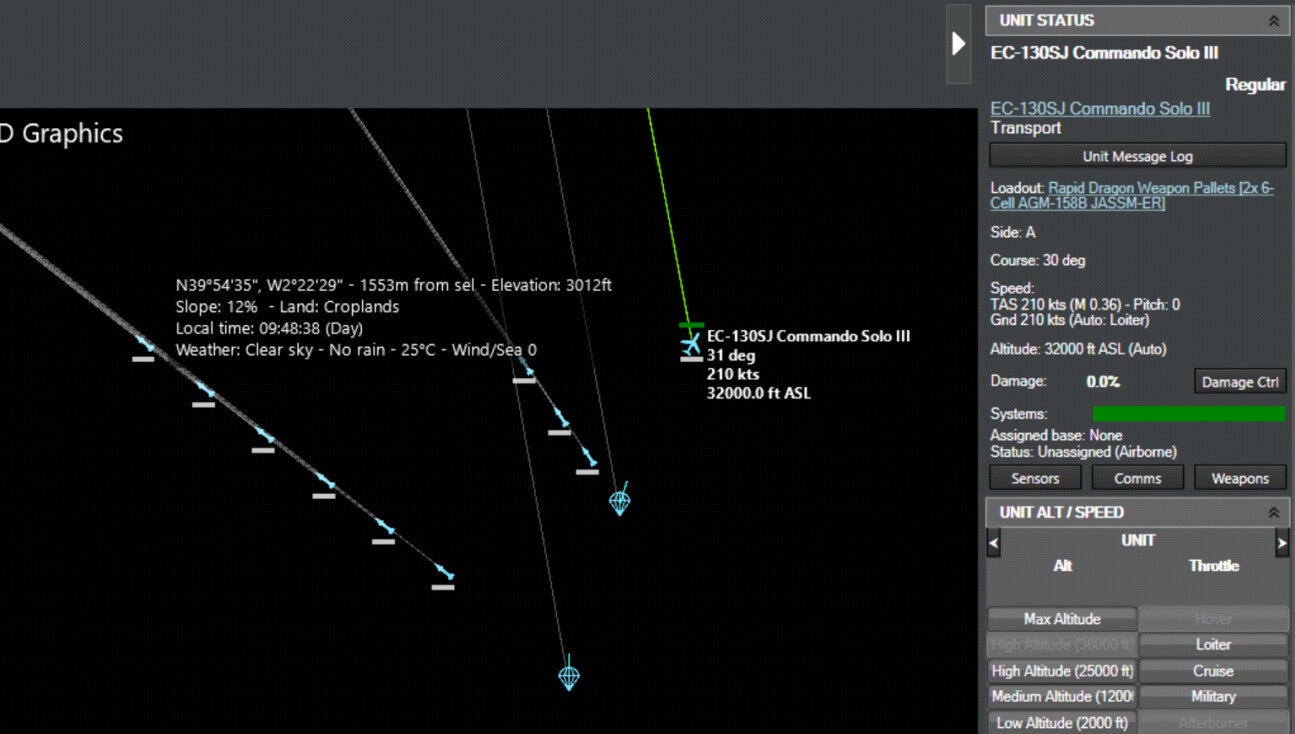 D Graphics
N39°54'35", W2°22'29" - 1553m from sel - Elevation: 3012ft
Slope: 12% - Land: Croplands
Local time: 09:48:38 (Day)
Weather: Clear sky - No rain - 25°C - Wind/Sea 0
EC-130SJ Commando Solo III
31 deg
210 kts
32000.0 ft ASL
UNIT STATUS
EC-130SJ Commando Solo III
Regular
EC-130SJ Commando Solo III
Transport
Unit Message Log
Loadout: Rapid Dragon Weapon Pallets [2x 6-
Cell AGM-158B JASSM-ER]
Side: A
Course: 30 deg
Speed:
TAS 210 kts (M 0.36) - Pitch: 0
Gnd 210 kts (Auto: Loiter)
Altitude: 32000 ft ASL (Auto)
Damage: 0.0% Damage Ctrl
Systems:
Assigned base: None
Status: Unassigned (Airborne)
Sensors Comms Weapons
UNIT ALT / SPEED
UNIT
Alt Throttle
Max Altitude Hover
High Altitude (36000 ft) Loiter
High Altitude (25000 ft) Cruise
Medium Altitude (1200 Military
Low Altitude (2000 ft) Afterburner